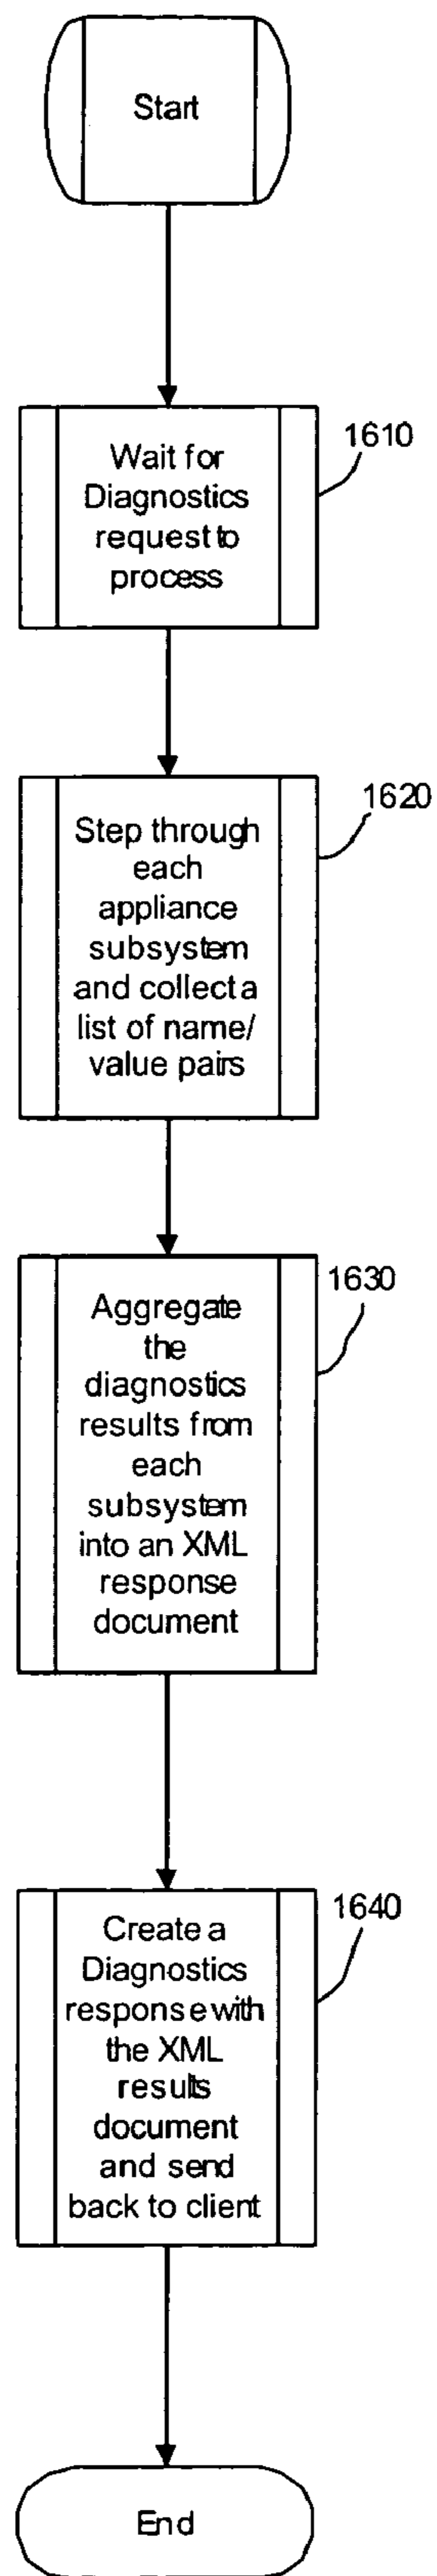 Start
1610
Wait for
Diagnostics
request to
process
1620
Step through
each
appliance
subsystem
and collect a
list of name/
value pairs
1630
Aggregate
the
diagnostics
results from
each
subsystem
into an XML
response
document
1640
Create a
Diagnostics
response with
the XML
results
document
and send
back to client
End